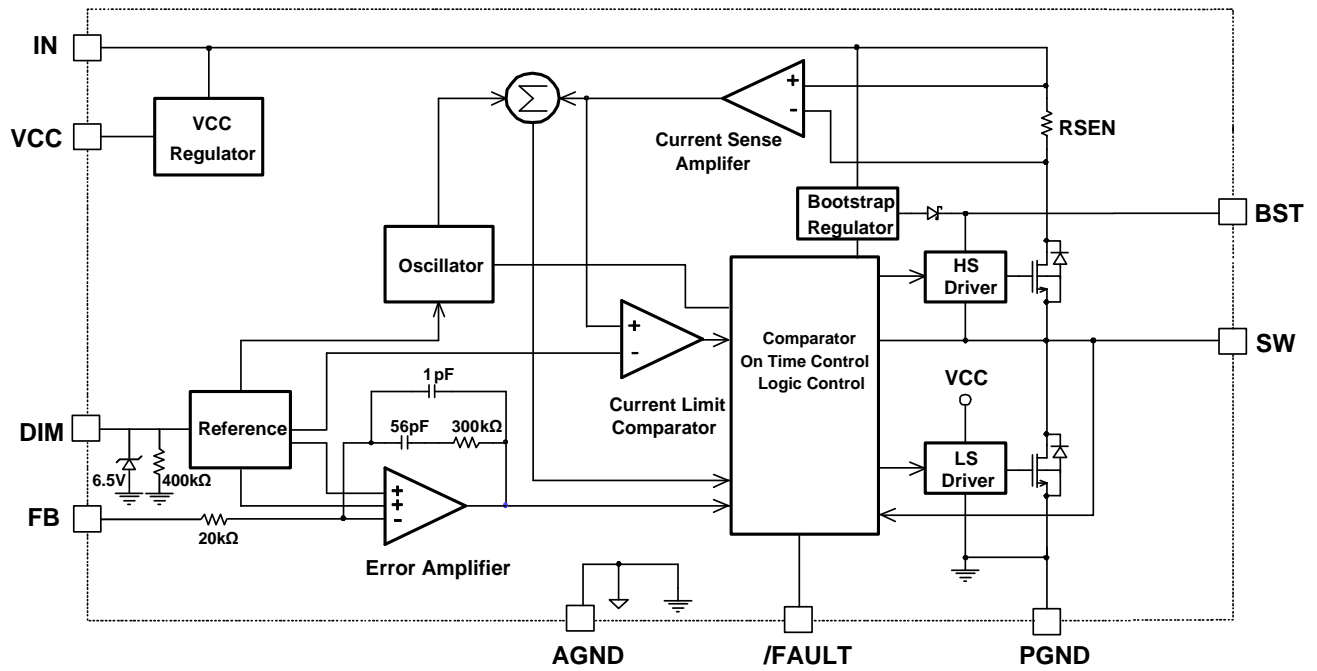 IN
VCC
VCC
Regulator
Σ
+
-
Current Sense
Amplifer
RSEN
Bootstrap
Regulator
BST
Oscillator
HS
Driver
+
-
Comparator
On Time Control
Logic Control
SW
VCC
1pF
Current Limit
Comparator
DIM
Reference
56pF
300kΩ
LS
Driver
6.5V
400kΩ
+
+
-
FB
20kΩ
Error Amplifier
AGND
/FAULT
PGND